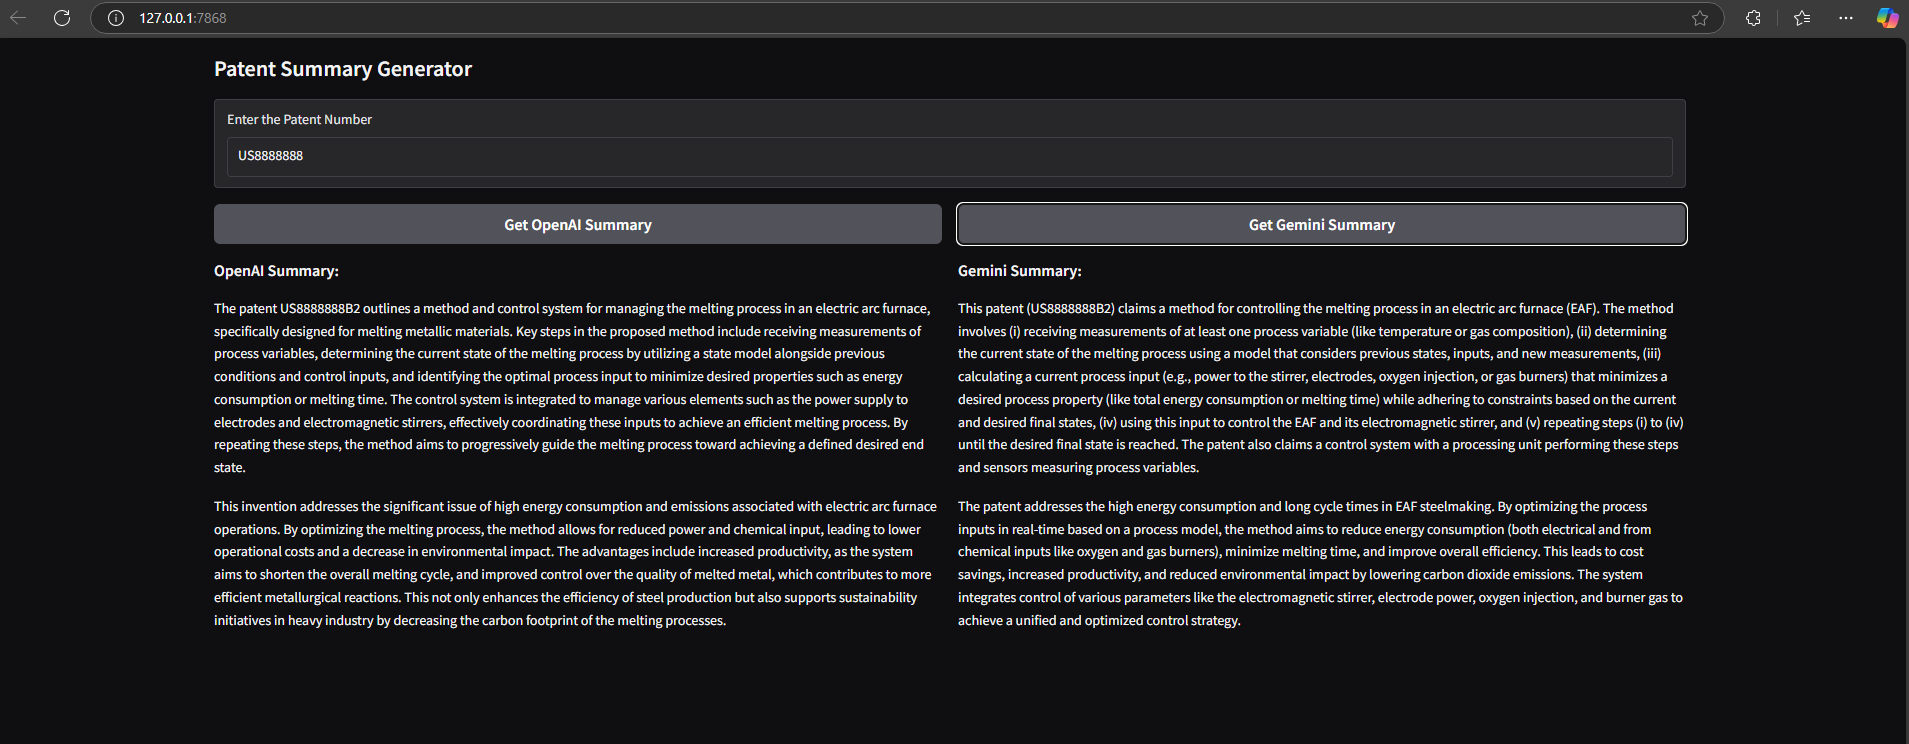 127.0.0.1:7868
Patent Summary Generator
Enter the Patent Number
US8888888
Get OpenAI Summary
Get Gemini Summary
OpenAI Summary:
The patent US8888888B2 outlines a method and control system for managing the melting process in an electric arc furnace,
specifically designed for melting metallic materials. Key steps in the proposed method include receiving measurements of
process variables, determining the current state of the melting process by utilizing a state model alongside previous
conditions and control inputs, and identifying the optimal process input to minimize desired properties such as energy
consumption or melting time. The control system is integrated to manage various elements such as the power supply to
electrodes and electromagnetic stirrers, effectively coordinating these inputs to achieve an efficient melting process. By
repeating these steps, the method aims to progressively guide the melting process toward achieving a defined desired end
state.
This invention addresses the significant issue of high energy consumption and emissions associated with electric arc furnace
operations. By optimizing the melting process, the method allows for reduced power and chemical input, leading to lower
operational costs and a decrease in environmental impact. The advantages include increased productivity, as the system
aims to shorten the overall melting cycle, and improved control over the quality of melted metal, which contributes to more
efficient metallurgical reactions. This not only enhances the efficiency of steel production but also supports sustainability
initiatives in heavy industry by decreasing the carbon footprint of the melting processes.
Gemini Summary:
This patent (US8888888B2) claims a method for controlling the melting process in an electric arc furnace (EAF). The method
involves (i) receiving measurements of at least one process variable (like temperature or gas composition), (ii) determining
the current state of the melting process using a model that considers previous states, inputs, and new measurements, (iii)
calculating a current process input (e.g., power to the stirrer, electrodes, oxygen injection, or gas burners) that minimizes a
desired process property (like total energy consumption or melting time) while adhering to constraints based on the current
and desired final states, (iv) using this input to control the EAF and its electromagnetic stirrer, and (v) repeating steps (i) to (iv)
until the desired final state is reached. The patent also claims a control system with a processing unit performing these steps
and sensors measuring process variables.
The patent addresses the high energy consumption and long cycle times in EAF steelmaking. By optimizing the process
inputs in real-time based on a process model, the method aims to reduce energy consumption (both electrical and from
chemical inputs like oxygen and gas burners), minimize melting time, and improve overall efficiency. This leads to cost
savings, increased productivity, and reduced environmental impact by lowering carbon dioxide emissions. The system
integrates control of various parameters like the electromagnetic stirrer, electrode power, oxygen injection, and burner gas to
achieve a unified and optimized control strategy.